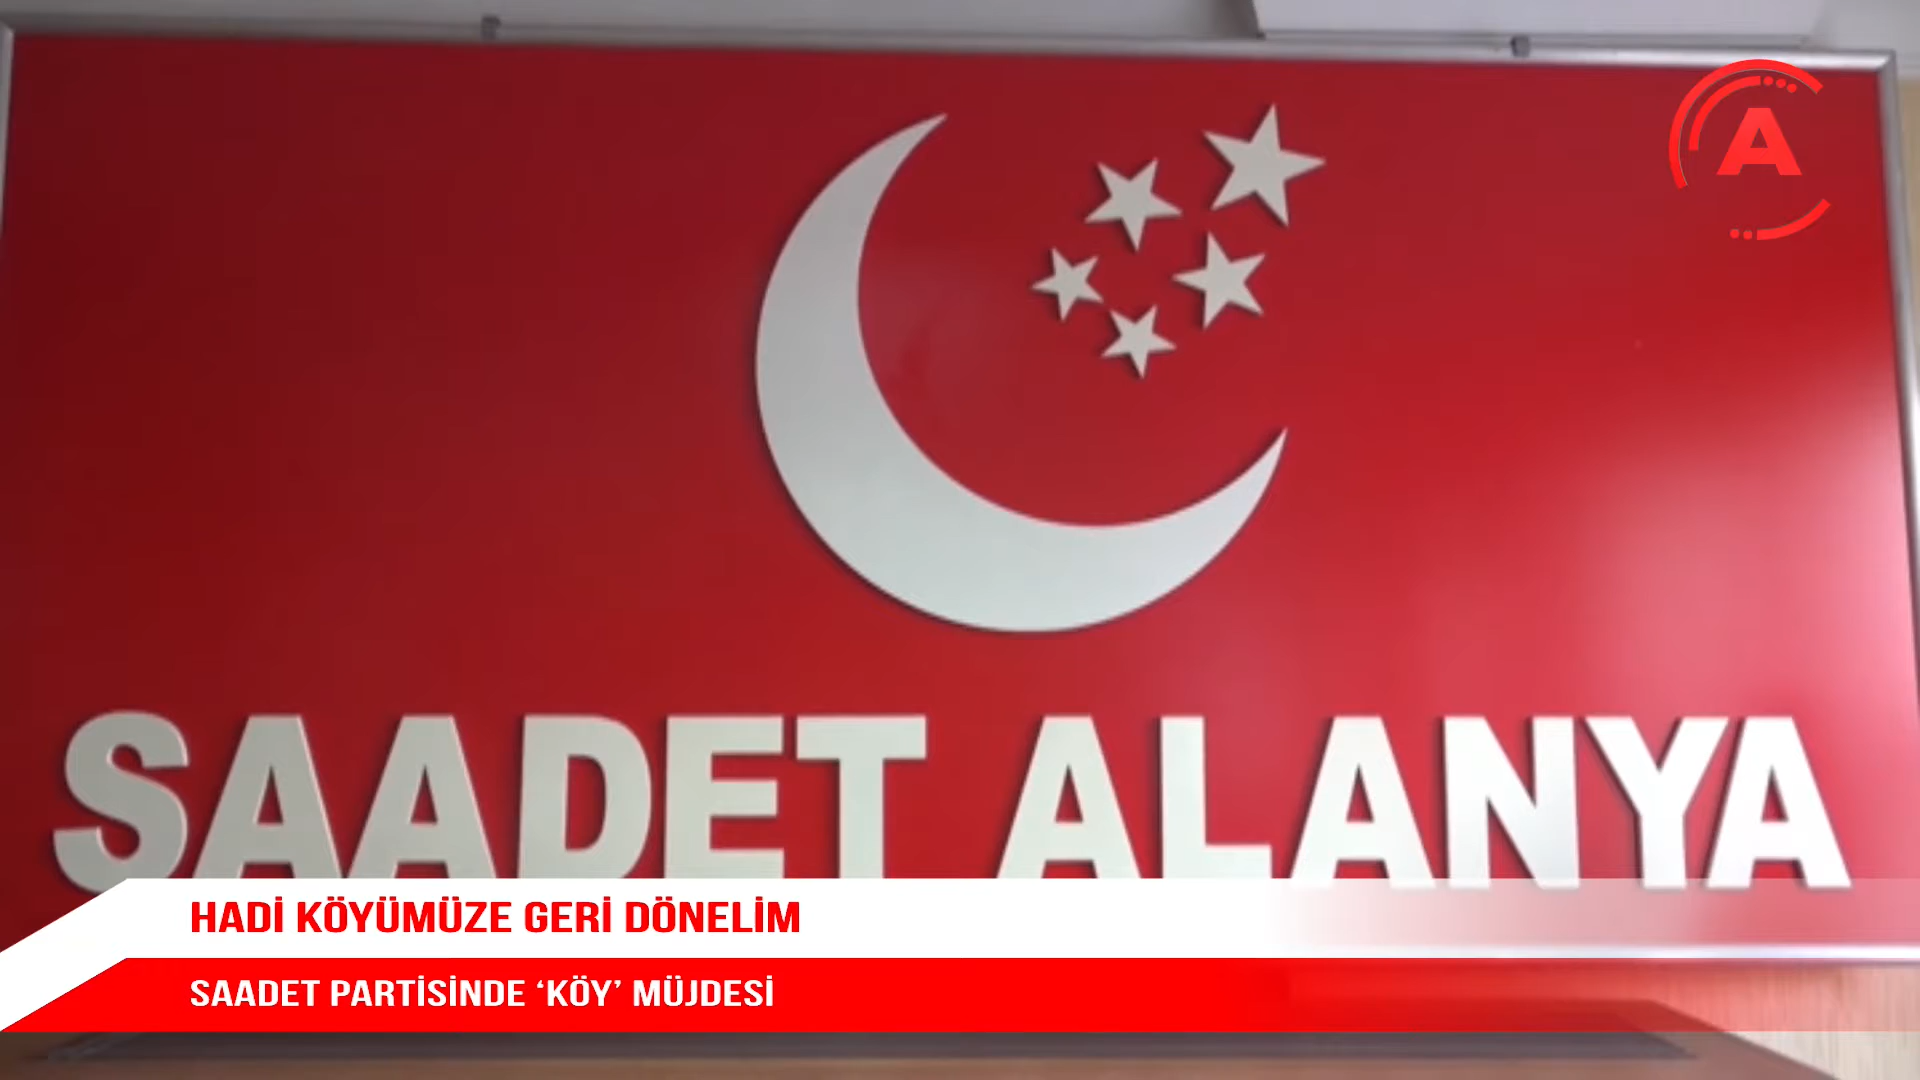 A
SAADET ALANYA
HADİ KÖYÜMÜZE GERİ DÖNELİM
SAADET PARTİSİNDE ‘KÖY’ MÜJDESİ